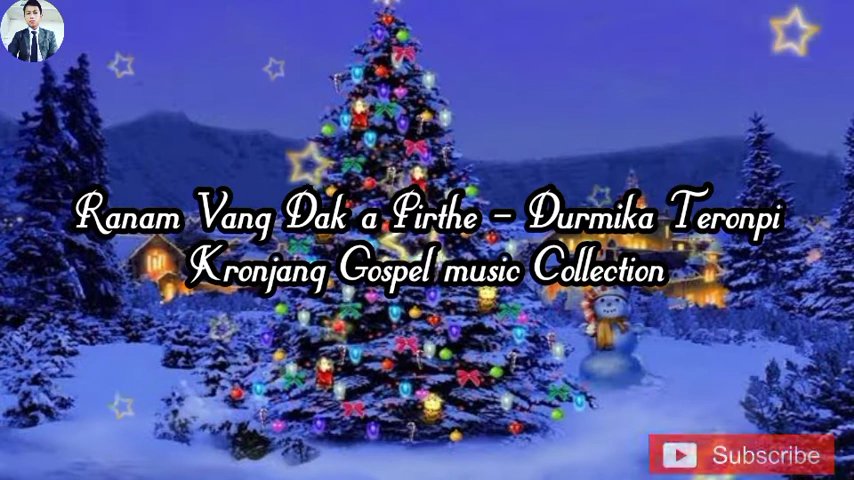 Ranam Vang Dak a Pirthe - Durmika Teronpi
Kronjang Gospel music Collection
Subscribe